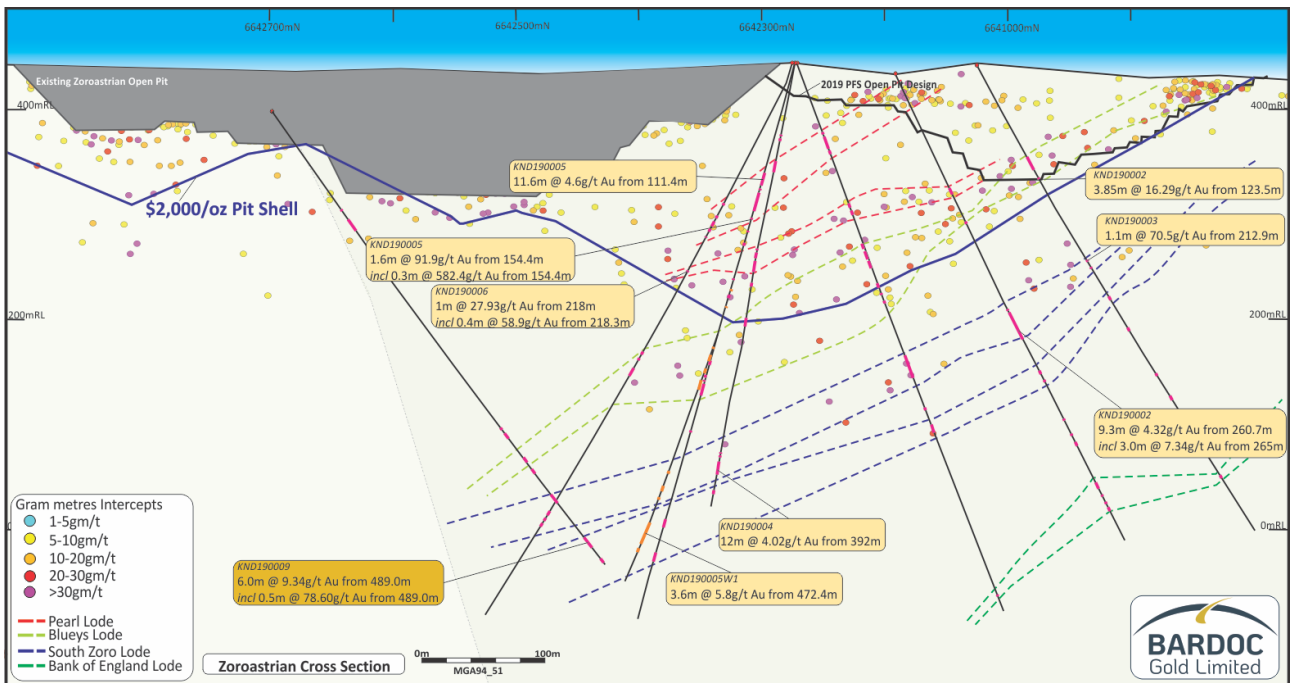 6642700mN
6642500mN
6642300mN
6641000mN
Existing Zoroastrian Open Pit
2019 PFS Open Pit Design
400mRL
400mRL
KND190005
11.6m @ 4.6g/t Au from 111.4m
KND190002
3.85m @ 16.29g/t Au from 123.5m
$2,000/oz Pit Shell
KND190003
1.1m @ 70.5g/t Au from 212.9m
KND190005
1.6m @ 91.9g/t Au from 154.4m
incl 0.3m @ 582.4g/t Au from 154.4m
KND190006
1m @ 27.93g/t Au from 218m
incl 0.4m @ 58.9g/t Au from 218.3m
200mRL
200mRL
KND190002
9.3m @ 4.32g/t Au from 260.7m
incl 3.0m @ 7.34g/t Au from 265m
Gram metres Intercepts
1-5gm/t
5-10gm/t
10-20gm/t
20-30gm/t
>30gm/t
Pearl Lode
Blueys Lode
South Zoro Lode
Bank of England Lode
0mRL
KND190004
12m @ 4.02g/t Au from 392m
KND190009
6.0m @ 9.34g/t Au from 489.0m
incl 0.5m @ 78.60g/t Au from 489.0m
KND190005W1
3.6m @ 5.8g/t Au from 472.4m
Zoroastrian Cross Section
0m
100m
MGA94_51
BARDOC
Gold Limited